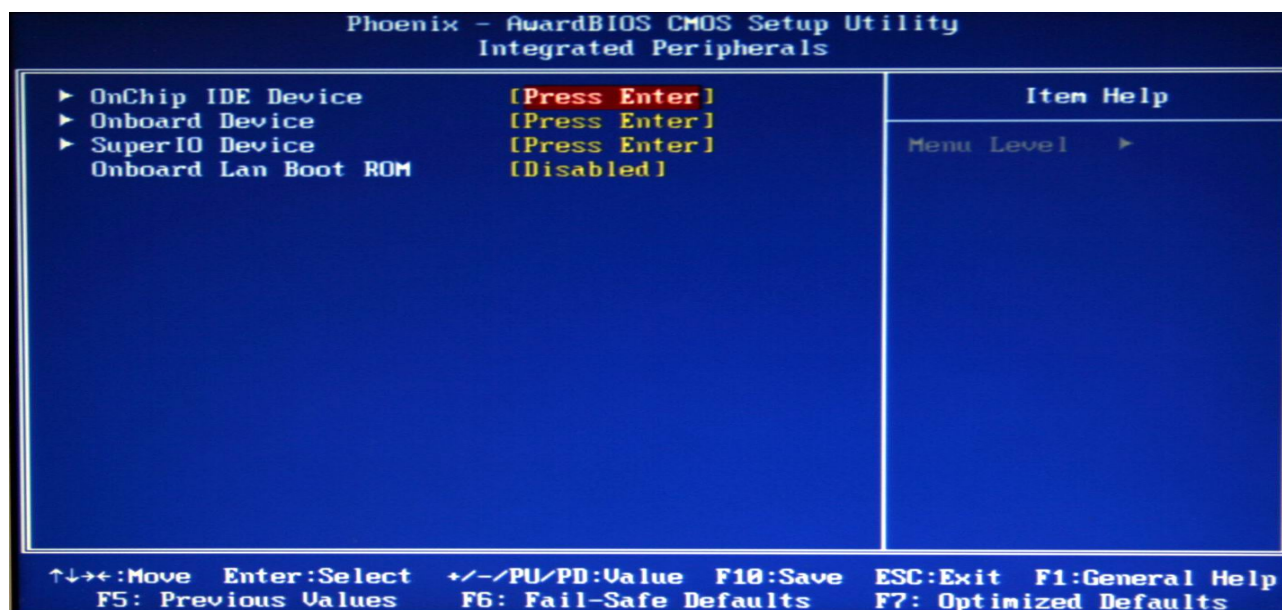 Phoenix - AwardBIOS CMOS Setup Utility
Integrated Peripherals
► OnChip IDE Device [Press Enter]
► Onboard Device [Press Enter]
► SuperIO Device [Press Enter]
Onboard Lan Boot ROM [Disabled]
Item Help
Menu Level ►
↑↓→←:Move Enter:Select +/-/PU/PD:Value F10:Save ESC:Exit F1:General Help
F5: Previous Values F6: Fail-Safe Defaults F7: Optimized Defaults